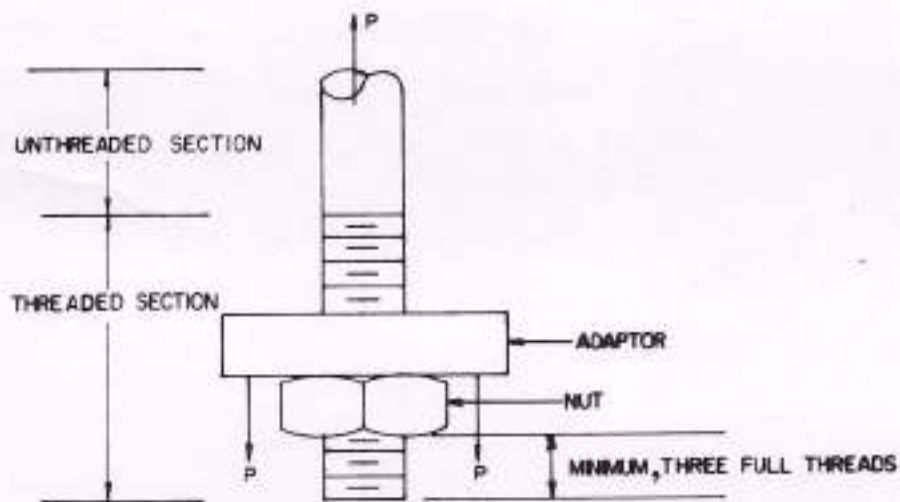 P
UNTHREADED SECTION
THREADED SECTION
ADAPTOR
NUT
P
P
MINIMUM, THREE FULL THREADS